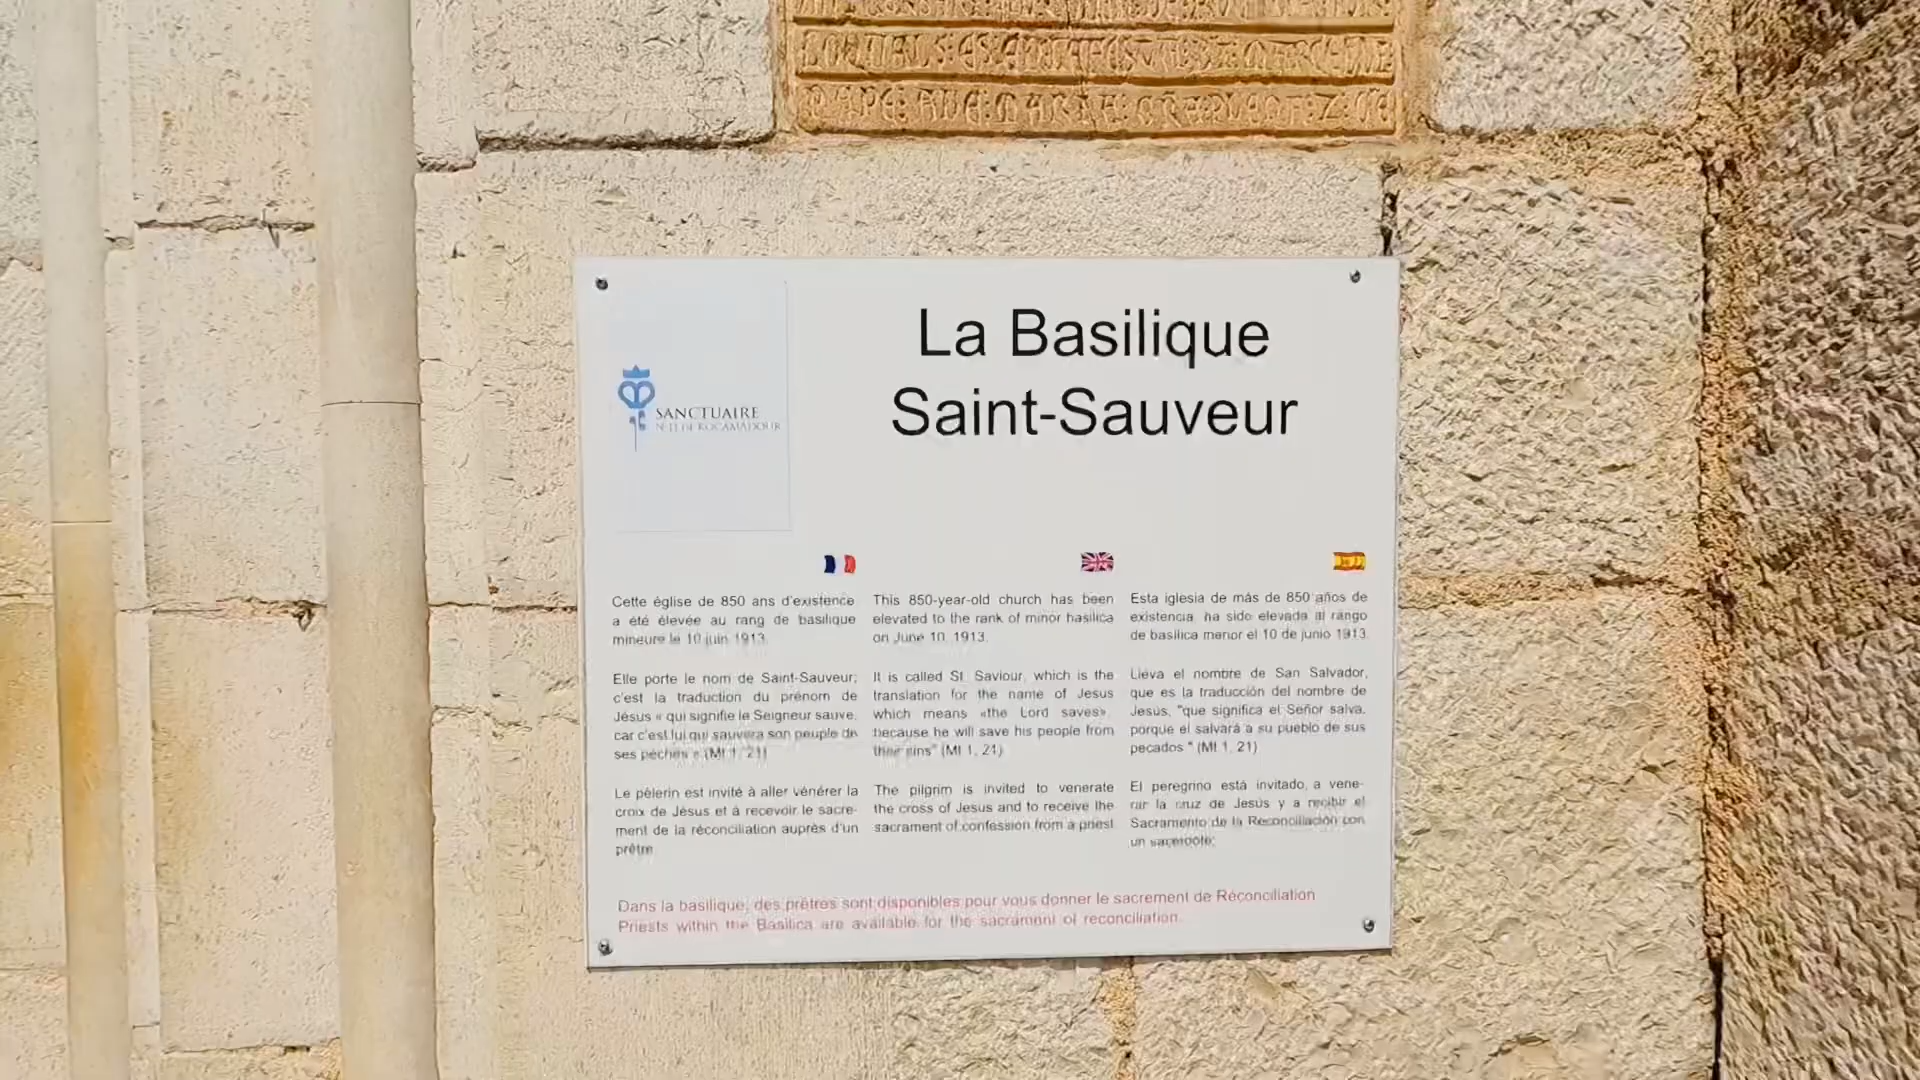 La Basilique
Saint-Sauveur
SANCTUAIRE
N-D DE ROCAMADOUR
Cette église de 850 ans d'existence
a été élevée au rang de basilique
mineure le 10 juin 1913.
Elle porte le nom de Saint-Sauveur;
c'est la traduction du prénom de
Jésus « qui signifie le Seigneur sauve,
car c'est lui qui sauvera son peuple de
ses péchés » (Mt 1, 21)
Le pèlerin est invité à aller vénérer la
croix de Jésus et à recevoir le sacre-
ment de la réconciliation auprès d'un
prêtre
This 850-year-old church has been
elevated to the rank of minor basilica
on June 10, 1913.
It is called St Saviour, which is the
translation for the name of Jesus
which means «the Lord saves»
because he will save his people from
their sins" (Mt 1, 21)
The pilgrim is invited to venerate
the cross of Jesus and to receive the
sacrament of confession from a priest
Esta iglesia de más de 850 años de
existencia, ha sido elevada al rango
de basílica menor el 10 de junio 1913.
Lleva el nombre de San Salvador,
que es la traducción del nombre de
Jesús, "que significa el Señor salva,
porque el salvará a su pueblo de sus
pecados " (Mt 1, 21)
El peregrino está invitado, a vene-
rar la cruz de Jesús y a recibir el
Sacramento de la Reconciliación con
un sacerdote.
Dans la basilique, des prêtres sont disponibles pour vous donner le sacrement de Réconciliation
Priests within the Basilica are available for the sacrament of reconciliation.